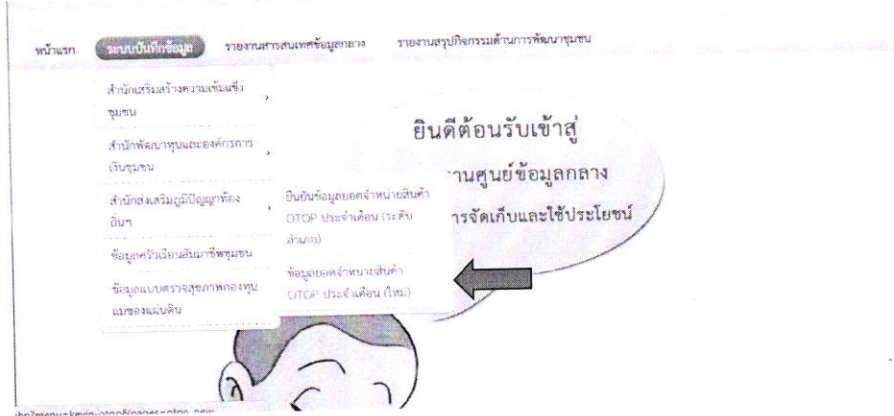 หน้าแรก ระบบบันทึกข้อมูล รายงานสารสนเทศข้อมูลกลาง รายงานสรุปกิจกรรมด้านการพัฒนาชุมชน
สำนักเสริมสร้างความเข้มแข็ง
ชุมชน
สำนักพัฒนาทุนและองค์กรการ
เงินชุมชน
สำนักส่งเสริมภูมิปัญญาท้อง
ถิ่นฯ
ข้อมูลครัวเรือนสัมมาชีพชุมชน
ข้อมูลแบบตรวจสุขภาพกองทุน
แม่ของแผ่นดิน
ยืนยันข้อมูลยอดจำหน่ายสินค้า
OTOP ประจำเดือน (ระดับ
อำเภอ)
ข้อมูลยอดจำหน่ายสินค้า
OTOP ประจำเดือน (ใหม่)
ยินดีต้อนรับเข้าสู่
านศูนย์ข้อมูลกลาง
ารจัดเก็บและใช้ประโยชน์